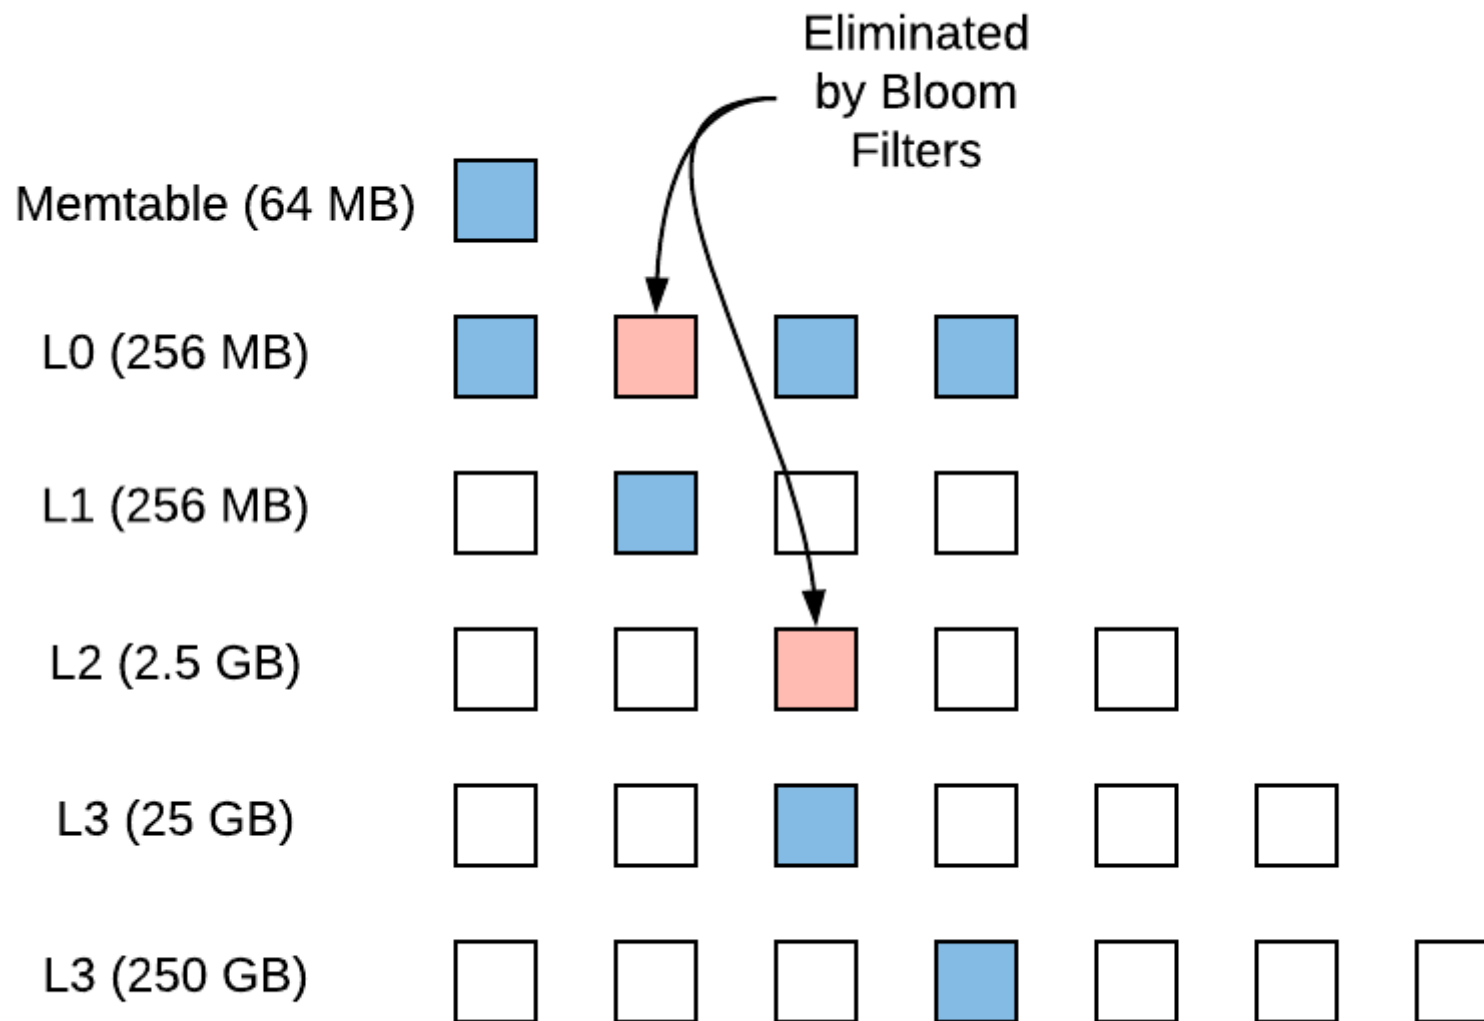 Eliminated
by Bloom
Filters
Memtable (64 MB)
L0 (256 MB)
L1 (256 MB)
L2 (2.5 GB)
L3 (25 GB)
L3 (250 GB)